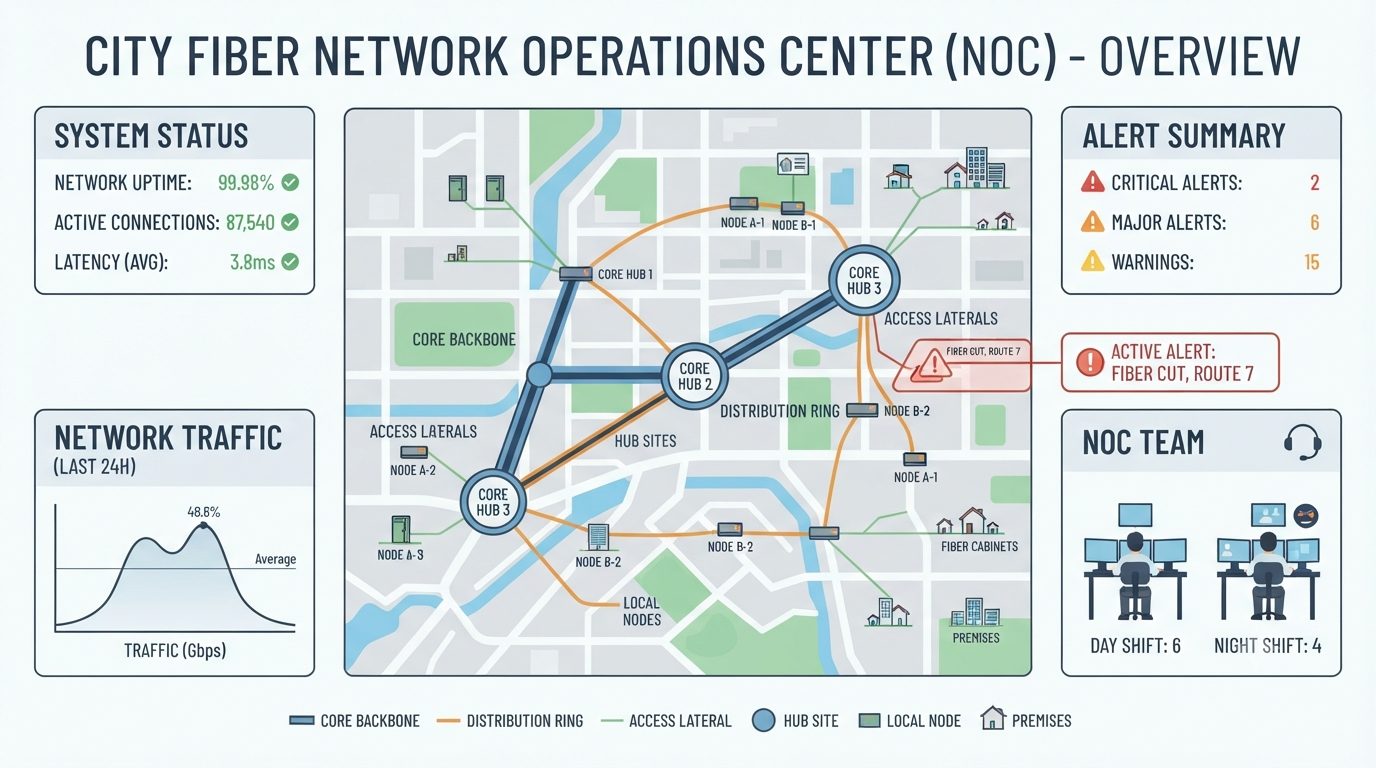 CITY FIBER NETWORK OPERATIONS CENTER (NOC) - OVERVIEW
SYSTEM STATUS
NETWORK UPTIME: 99.98%
ACTIVE CONNECTIONS: 87,540
LATENCY (AVG): 3.8ms
NETWORK TRAFFIC
(LAST 24H)
48.6%
Average
TRAFFIC (Gbps)
NODE A-1
NODE B-1
CORE HUB 1
CORE
HUB 3
ACCESS LATERALS
CORE BACKBONE
FIRER CUT, ROUTE 7
CORE
HUB 2
DISTRIBUTION RING
NODE B-2
ACCESS LATERALS
HUB SITES
NODE A-2
NODE A-1
CORE
HUB 3
NODE A-3
NODE B-2
NODE B-2
FIBER CABINETS
LOCAL
NODES
PREMISES
ALERT SUMMARY
CRITICAL ALERTS: 2
MAJOR ALERTS: 6
WARNINGS: 15
ACTIVE ALERT:
FIBER CUT, ROUTE 7
NOC TEAM
DAY SHIFT: 6
NIGHT SHIFT: 4
CORE BACKBONE
DISTRIBUTION RING
ACCESS LATERAL
HUB SITE
LOCAL NODE
PREMISES